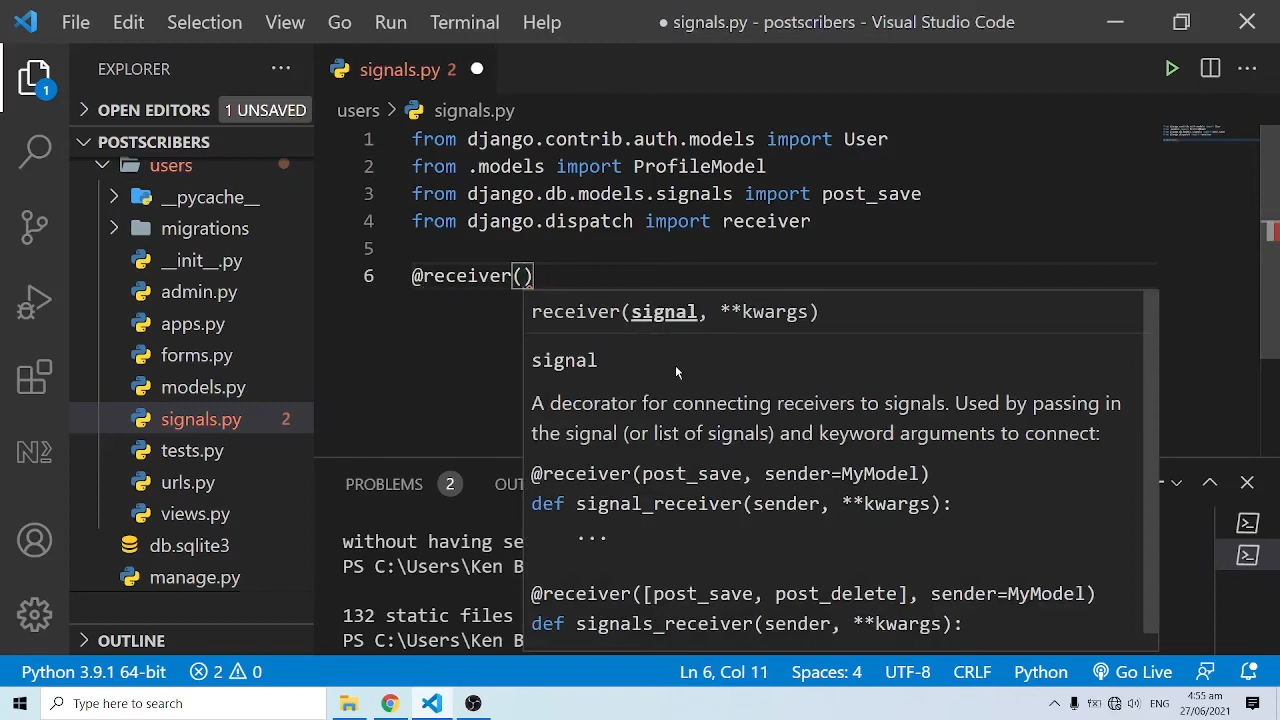 File Edit Selection View Go Run Terminal Help ● signals.py - postscribers - Visual Studio Code
EXPLORER ...
signals.py 2
1
OPEN EDITORS 1 UNSAVED
users > signals.py
POSTSCRIBERS
users
__pycache__
migrations
__init__.py
admin.py
apps.py
forms.py
models.py
signals.py 2
tests.py
urls.py
views.py
db.sqlite3
manage.py
OUTLINE
1 from django.contrib.auth.models import User
2 from .models import ProfileModel
3 from django.db.models.signals import post_save
4 from django.dispatch import receiver
5
6 @receiver()
receiver(signal, **kwargs)
signal
A decorator for connecting receivers to signals. Used by passing in
the signal (or list of signals) and keyword arguments to connect:
@receiver(post_save, sender=MyModel)
def signal_receiver(sender, **kwargs):
...
@receiver([post_save, post_delete], sender=MyModel)
def signals_receiver(sender, **kwargs):
PROBLEMS 2 OUT
without having se
PS C:\Users\Ken B
132 static files
PS C:\Users\Ken B
Python 3.9.1 64-bit 2 0 Ln 6, Col 11 Spaces: 4 UTF-8 CRLF Python Go Live
Type here to search
ENG
4:55 am
27/06/2021